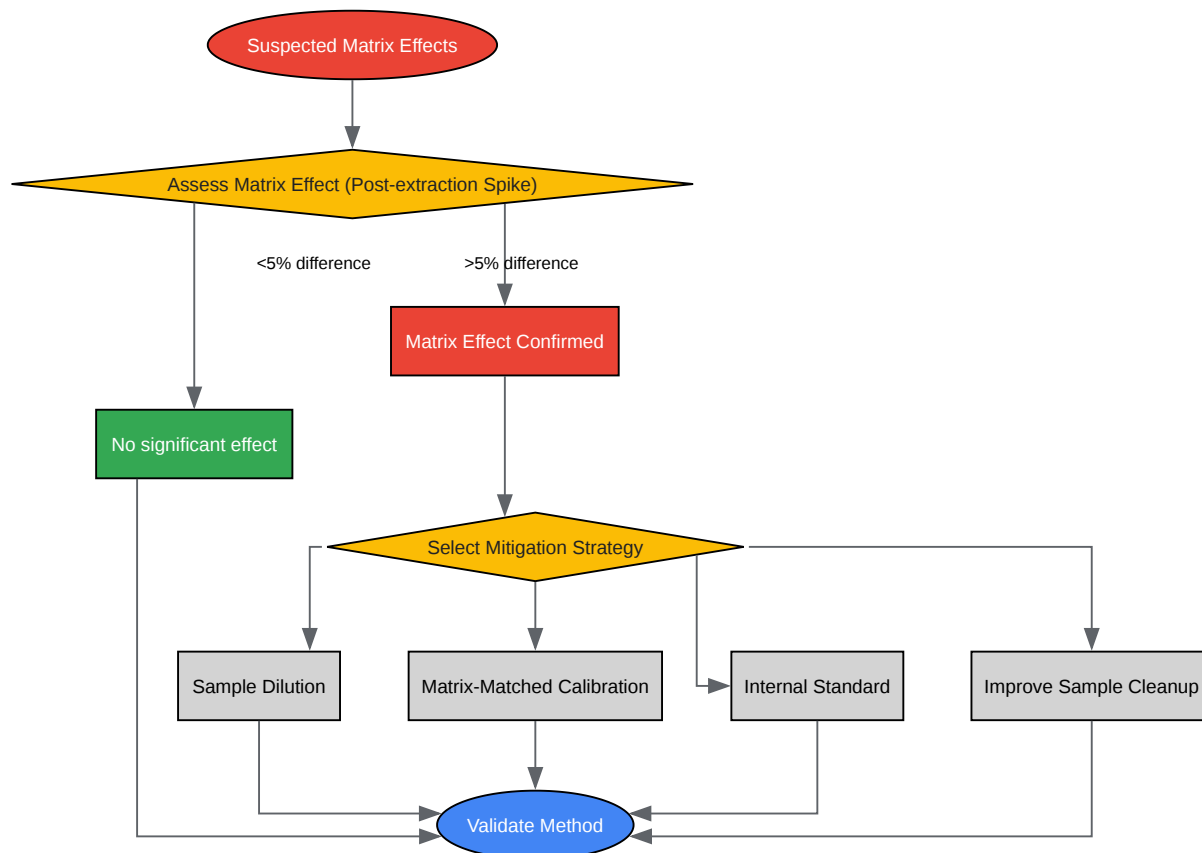 Suspected Matrix Effects
Assess Matrix Effect (Post-extraction Spike)
<5% difference
>5% difference
Matrix Effect Confirmed
No significant effect
Select Mitigation Strategy
Sample Dilution
Matrix-Matched Calibration
Internal Standard
Improve Sample Cleanup
Validate Method